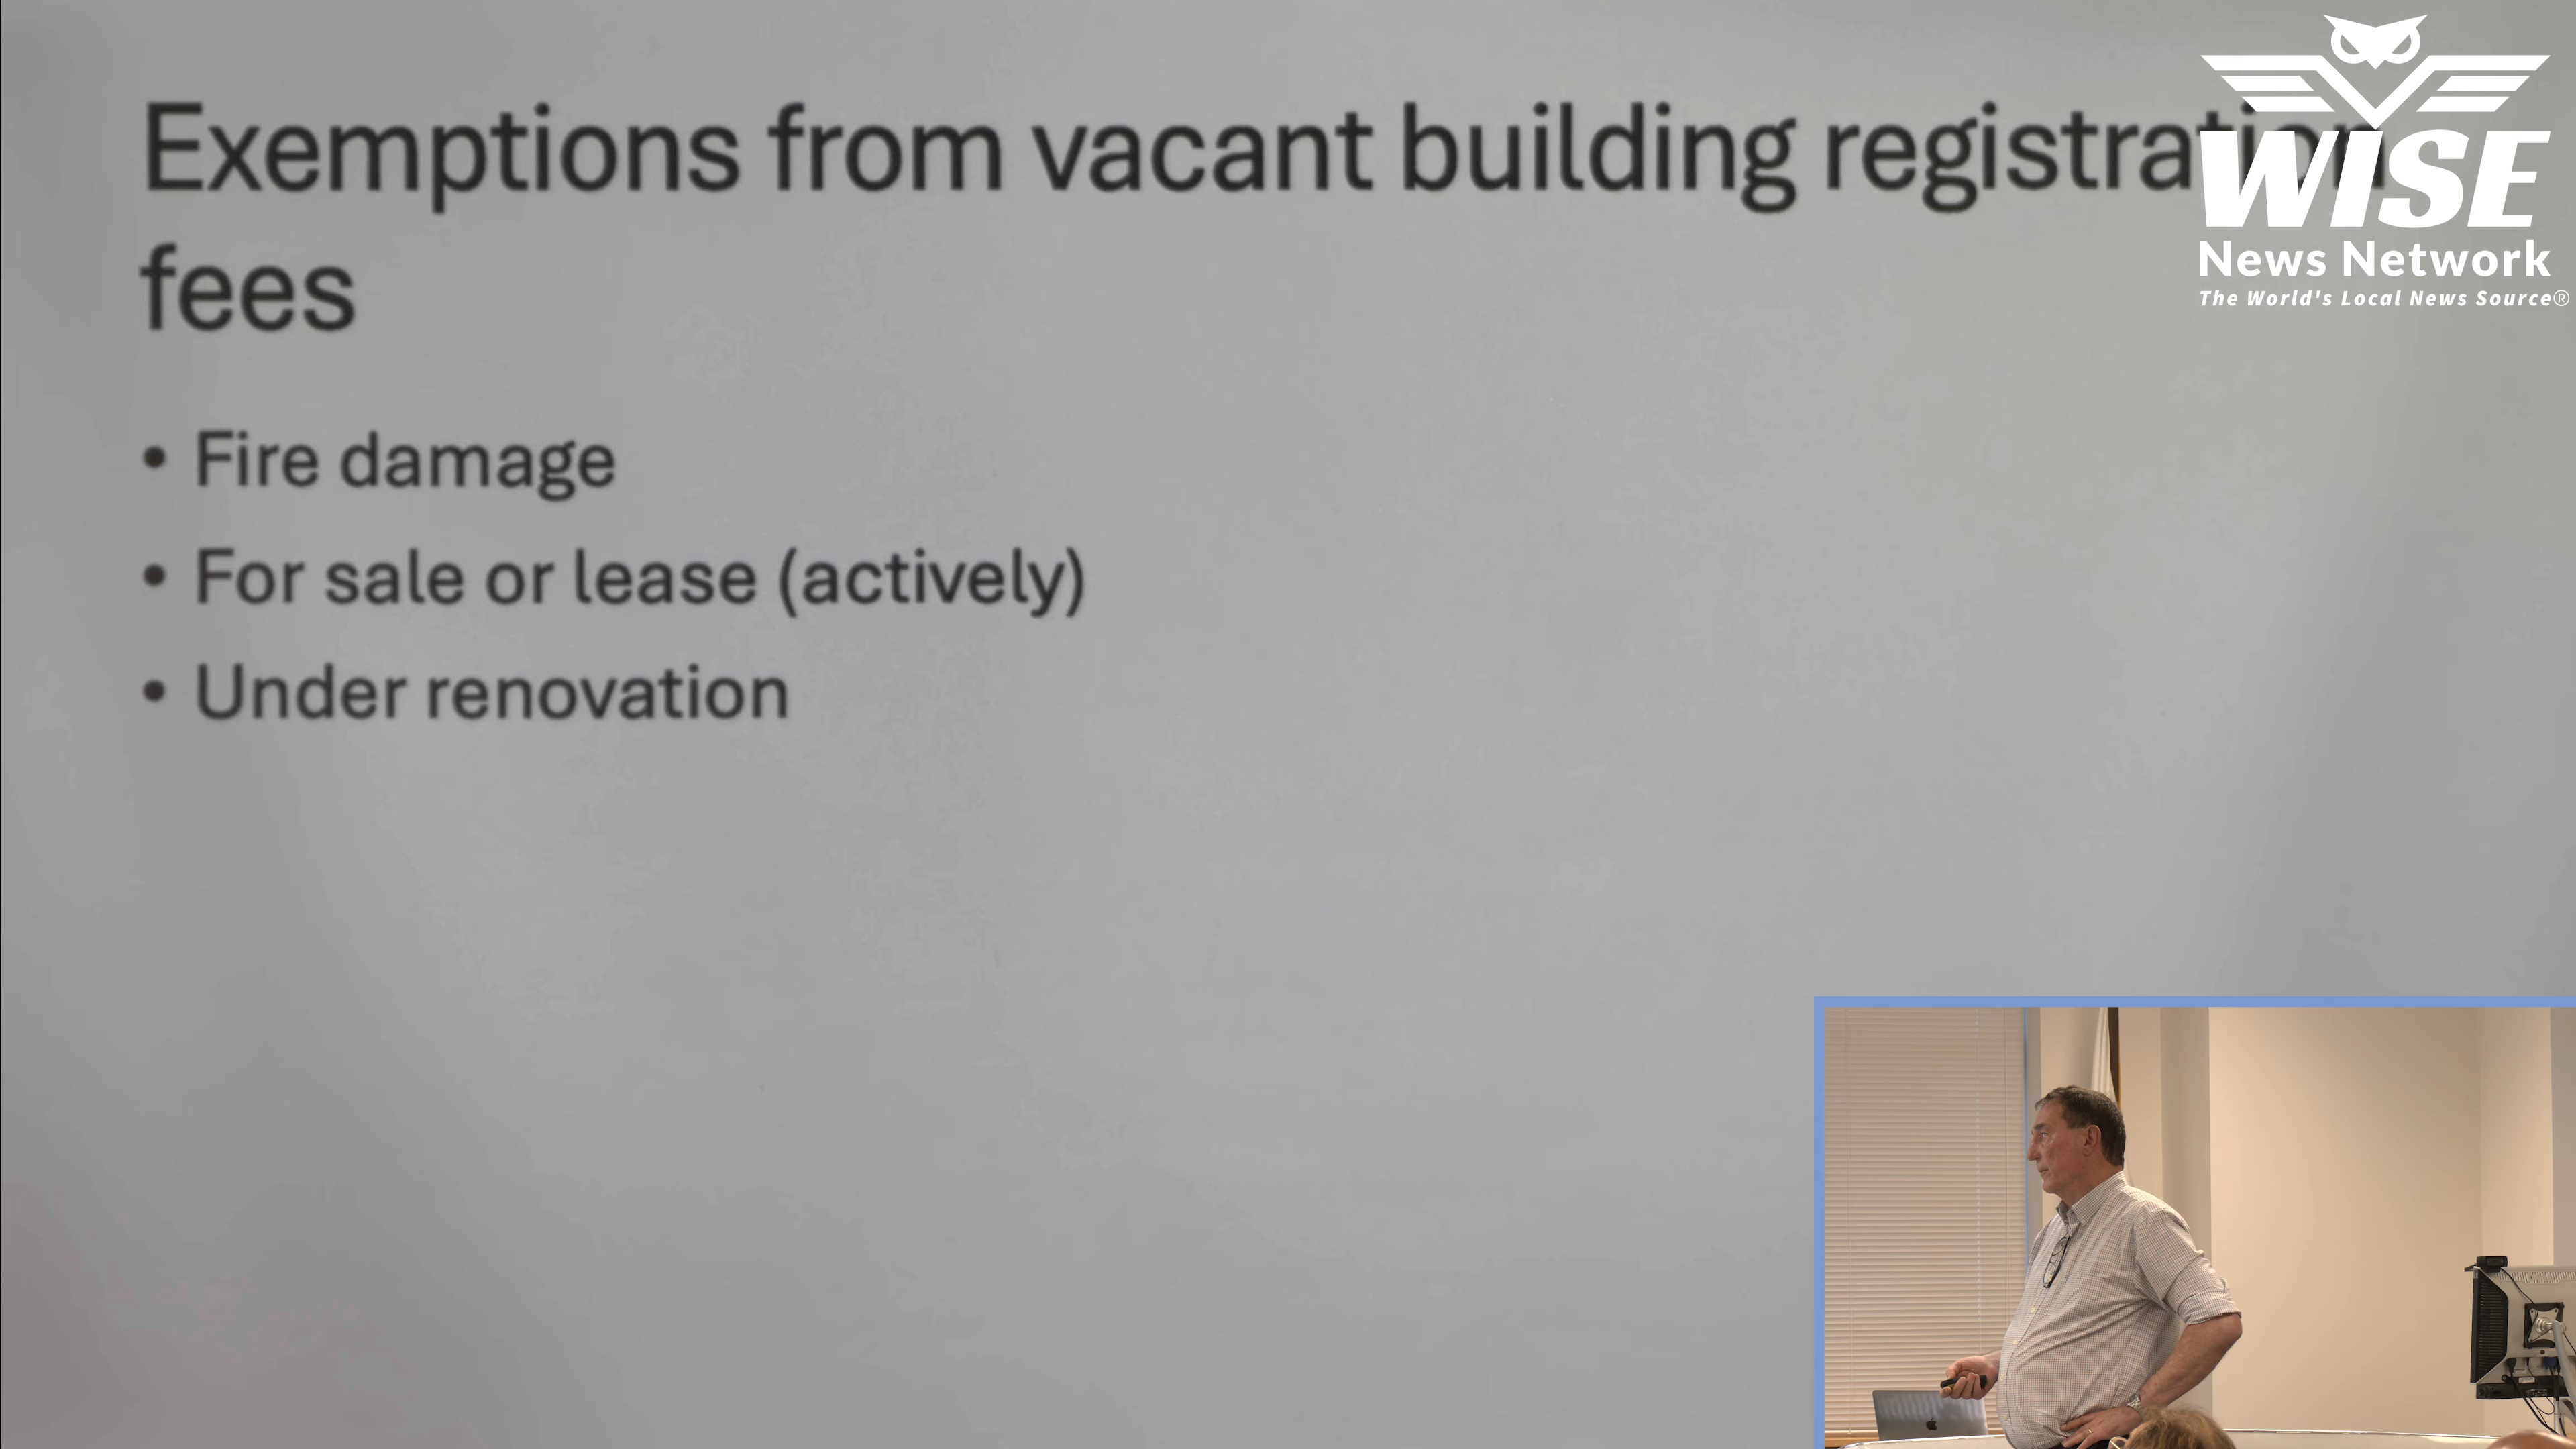 Exemptions from vacant building registration
fees
• Fire damage
• For sale or lease (actively)
• Under renovation
WISE
News Network
The World's Local News Source®